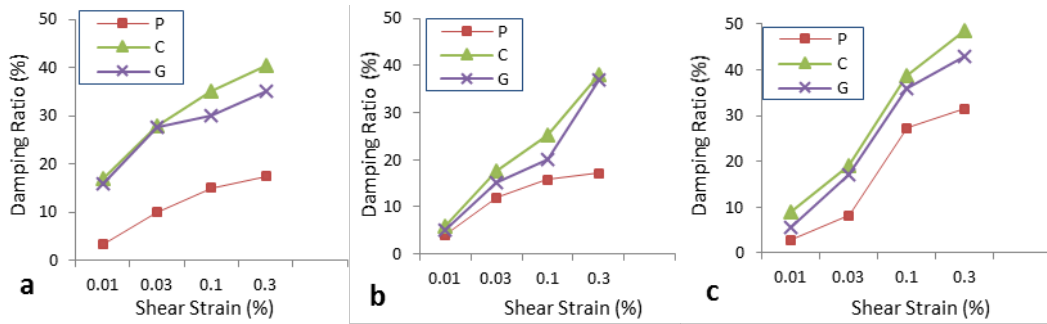 50
40
30
20
10
0
Damping Ratio (%)
P
C
G
0.01 0.03 0.1 0.3
Shear Strain (%)
a
50
40
30
20
10
0
Damping Ratio (%)
P
C
G
0.01 0.03 0.1 0.3
Shear Strain (%)
b
50
40
30
20
10
0
Damping Ratio (%)
P
C
G
0.01 0.03 0.1 0.3
Shear Strain (%)
c